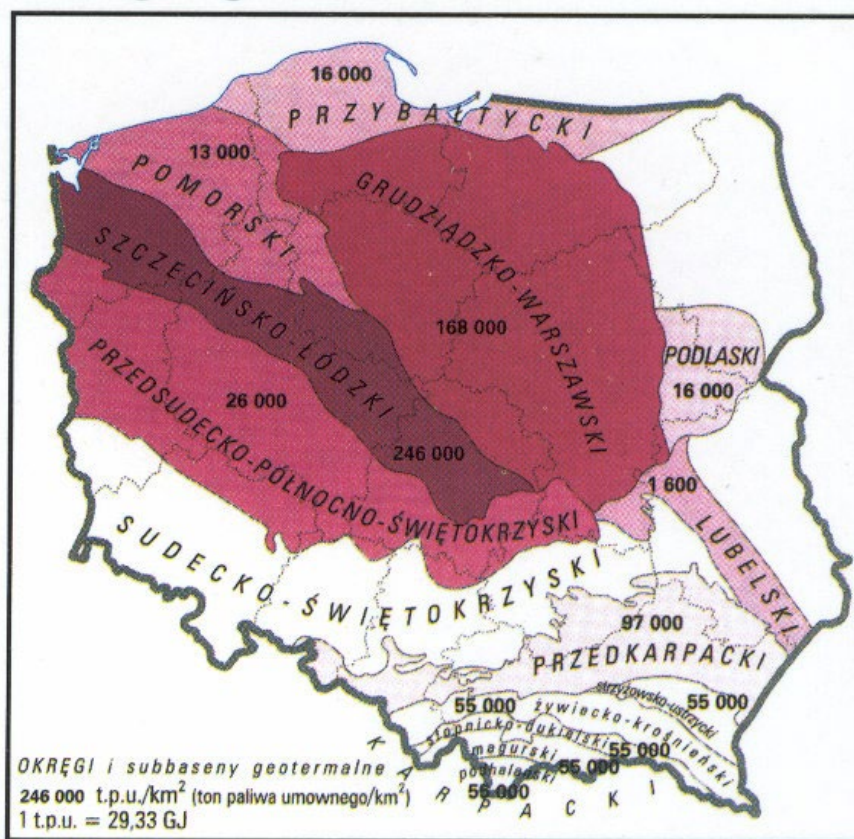 16 000
PRZYBAŁTYCKI
13 000
POMORSKI
GRUDZIĄDZKO-WARSZAWSKI
168 000
SZCZECIŃSKO-ŁÓDZKI
246 000
PODLASKI
16 000
26 000
PRZEDSUDECKO-PÓŁNOCNO-ŚWIĘTOKRZYSKI
1 600
LUBELSKI
SUDECKO-ŚWIĘTOKRZYSKI
97 000
PRZEDKARPACKI
strzyżowsko-ustrzycki
55 000
55 000
żywiecko-krośnieński
słopnicko-dukielski
55 000
magurski
55 000
podhalański
55 000
KARPACKI
OKRĘGI i subbaseny geotermalne
246 000 t.p.u./km² (ton paliwa umownego/km²)
1 t.p.u. = 29,33 GJ